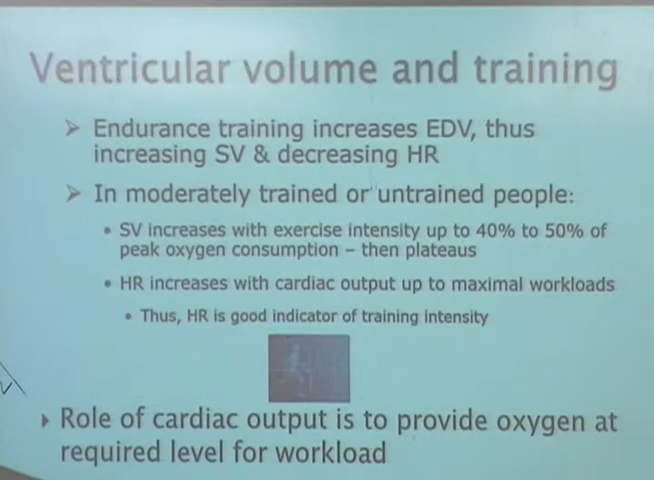 Ventricular volume and training
➢ Endurance training increases EDV, thus
increasing SV & decreasing HR
➢ In moderately trained or untrained people:
• SV increases with exercise intensity up to 40% to 50% of
peak oxygen consumption – then plateaus
• HR increases with cardiac output up to maximal workloads
• Thus, HR is good indicator of training intensity
‣ Role of cardiac output is to provide oxygen at
required level for workload